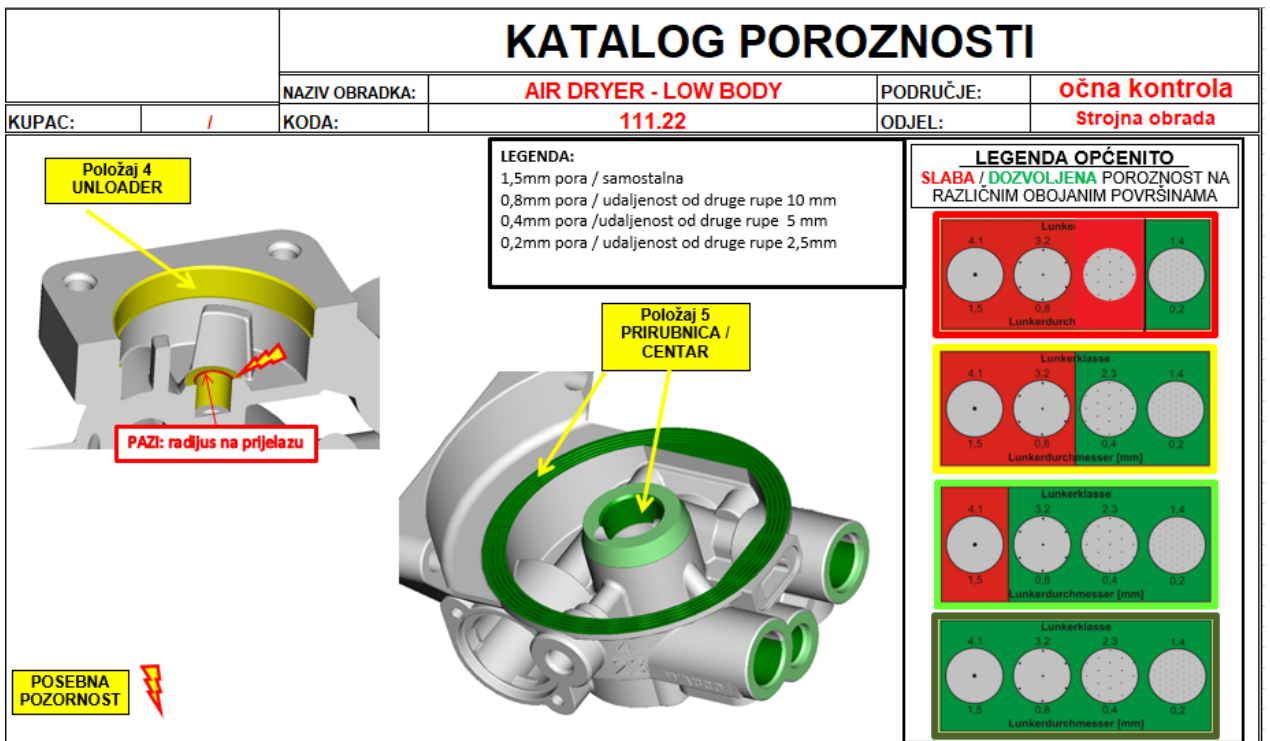 KATALOG POROZNOSTI
NAZIV OBRADKA:
AIR DRYER - LOW BODY
PODRUČJE:
očna kontrola
KUPAC:
/
KODA:
111.22
ODJEL:
Strojna obrada
Položaj 4
UNLOADER
PAZI: radijus na prijelazu
LEGENDA:
1,5mm pora / samostalna
0,8mm pora / udaljenost od druge rupe 10 mm
0,4mm pora /udaljenost od druge rupe 5 mm
0,2mm pora / udaljenost od druge rupe 2,5mm
Položaj 5
PRIRUBNICA /
CENTAR
POSEBNA
POZORNOST
LEGENDA OPĆENITO
SLABA / DOZVOLJENA POROZNOST NA
RAZLIČNIM OBOJANIM POVRŠINAMA
Lunke
4.1 3.2 1.4
1,5 0,8 0,2
Lunkerdurch
Lunkerklasse
4.1 3.2 2.3 1.4
1,5 0,8 0,4 0,2
Lunkerdurchmesser [mm]
Lunkerklasse
4.1 3.2 2.3 1.4
1,5 0,8 0,4 0,2
Lunkerdurchmesser [mm]
Lunkerklasse
4.1 3.2 2.3 1.4
1,5 0,8 0,4 0,2
Lunkerdurchmesser [mm]